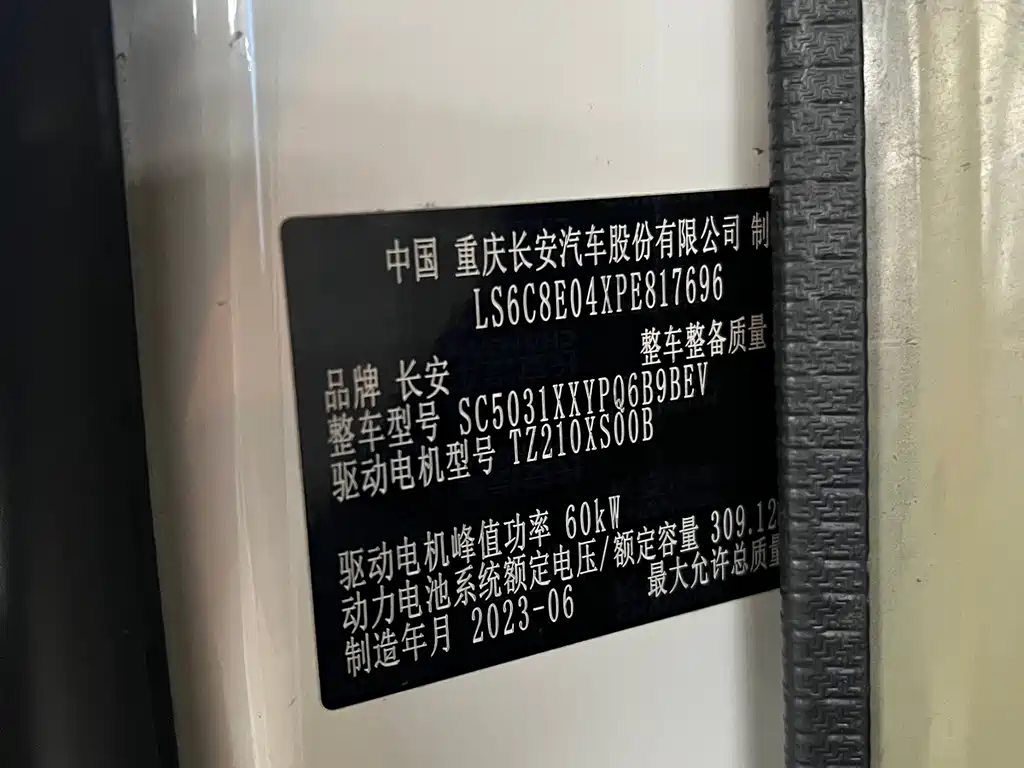 中国 重庆长安汽车股份有限公司 制
LS6C8E04XPE817696
品牌 长安 整车整备质量
整车型号 SC5031XXYPQ6B9BEV
驱动电机型号 TZ210XS00B
驱动电机峰值功率 60kW
动力电池系统额定电压/额定容量 309.12
制造年月 2023-06 最大允许总质量